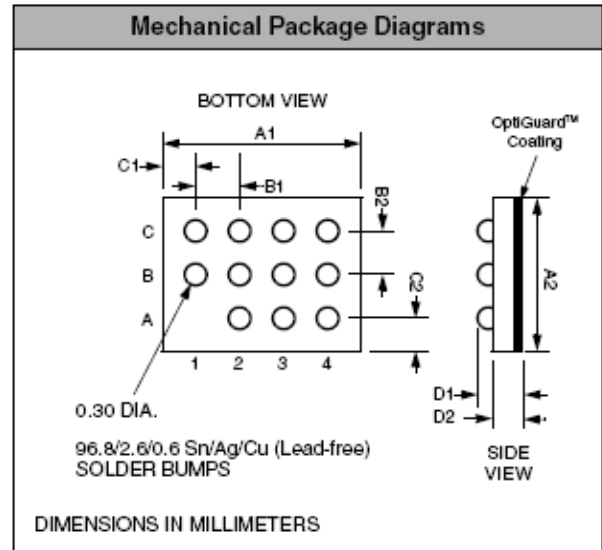 Mechanical Package Diagrams
BOTTOM VIEW
OptiGuard™
Coating
A1
C1
B1
B2
C
B
A
C2
A2
1 2 3 4
D1
D2
0.30 DIA.
SIDE
VIEW
96.8/2.6/0.6 Sn/Ag/Cu (Lead-free)
SOLDER BUMPS
DIMENSIONS IN MILLIMETERS